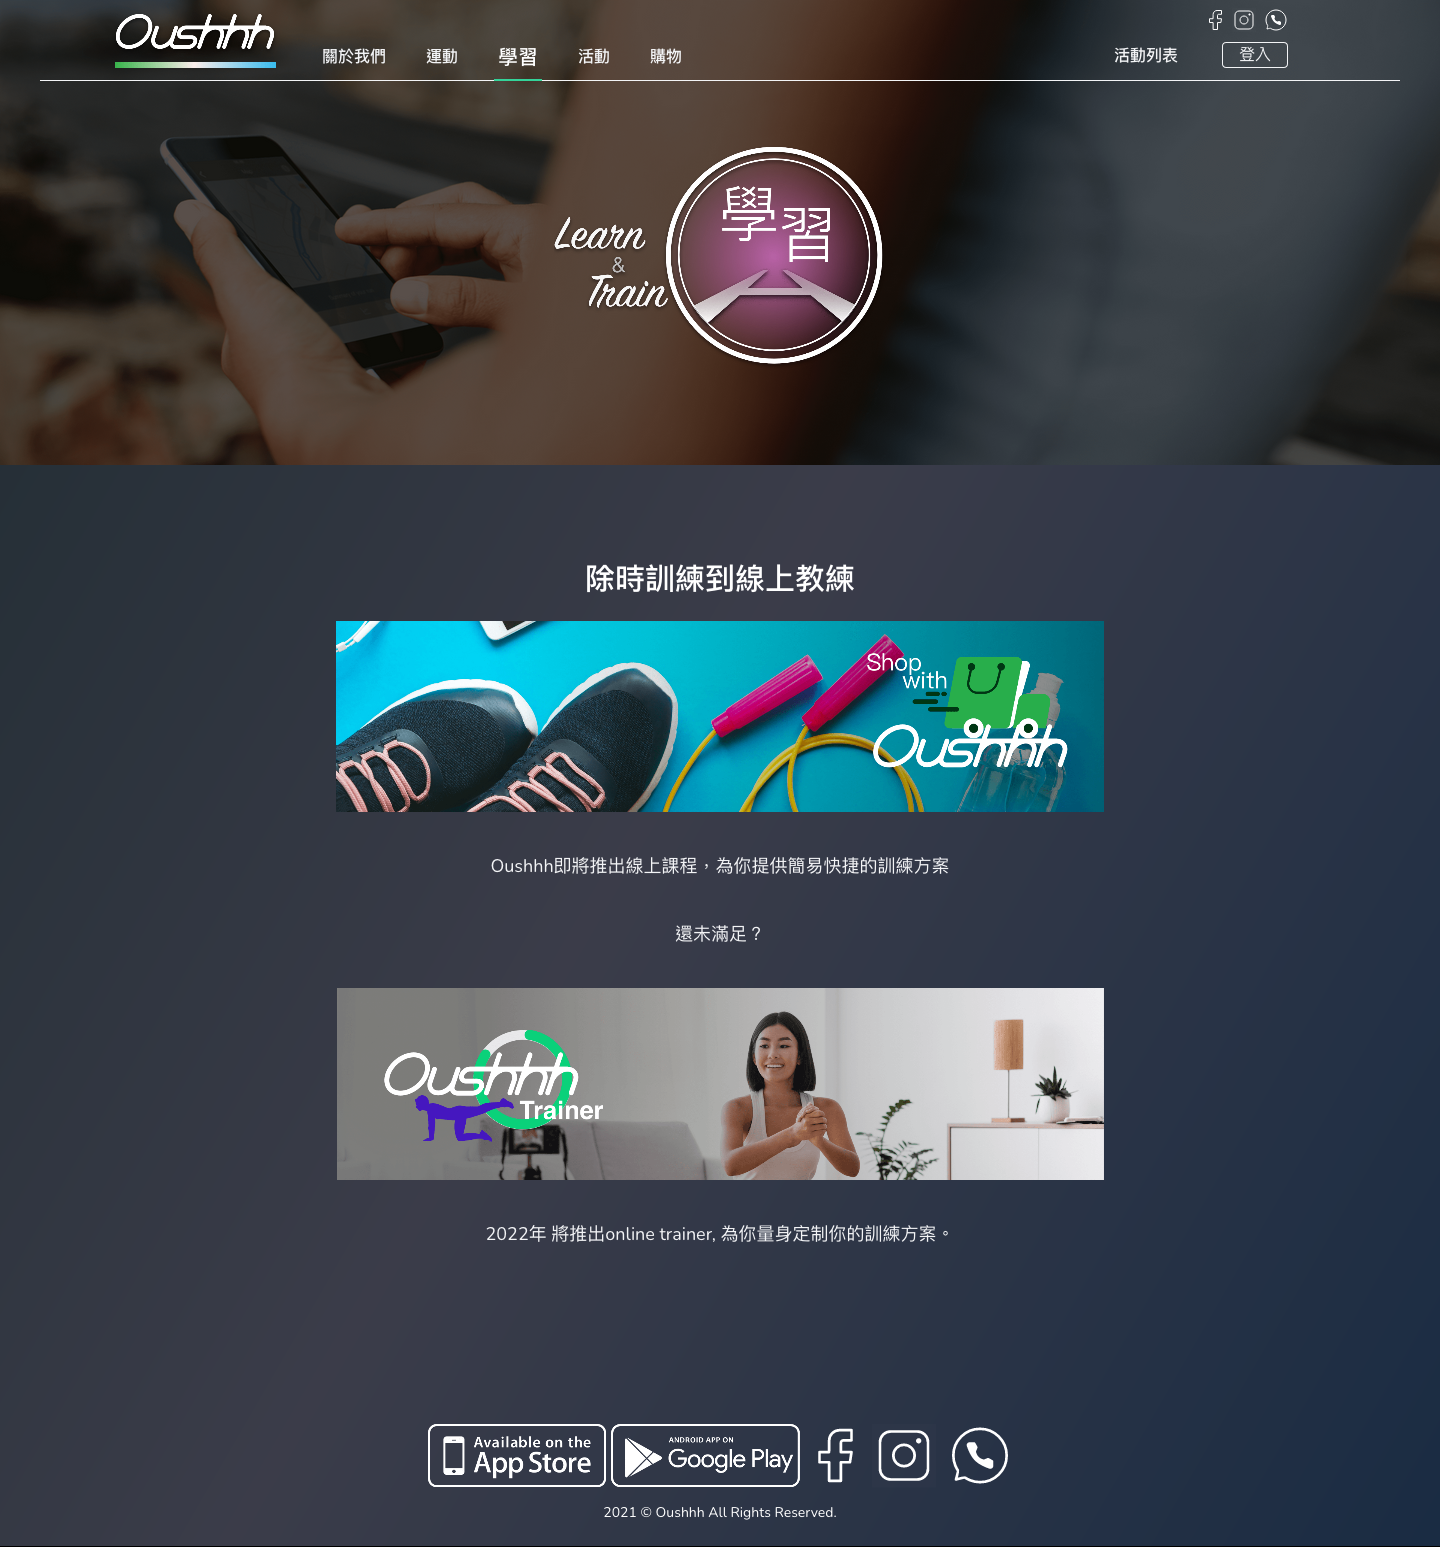 Oushhh
關於我們
運動
學習
活動
購物
活動列表
登入
Learn
&
Train
學習
除時訓練到線上教練
Shop
with
Oushhh
Oushhh即將推出線上課程，為你提供簡易快捷的訓練方案
還未滿足？
Oushhh
Trainer
2022年 將推出online trainer, 為你量身定制你的訓練方案。
Available on the
App Store
ANDROID APP ON
Google Play
2021 © Oushhh All Rights Reserved.